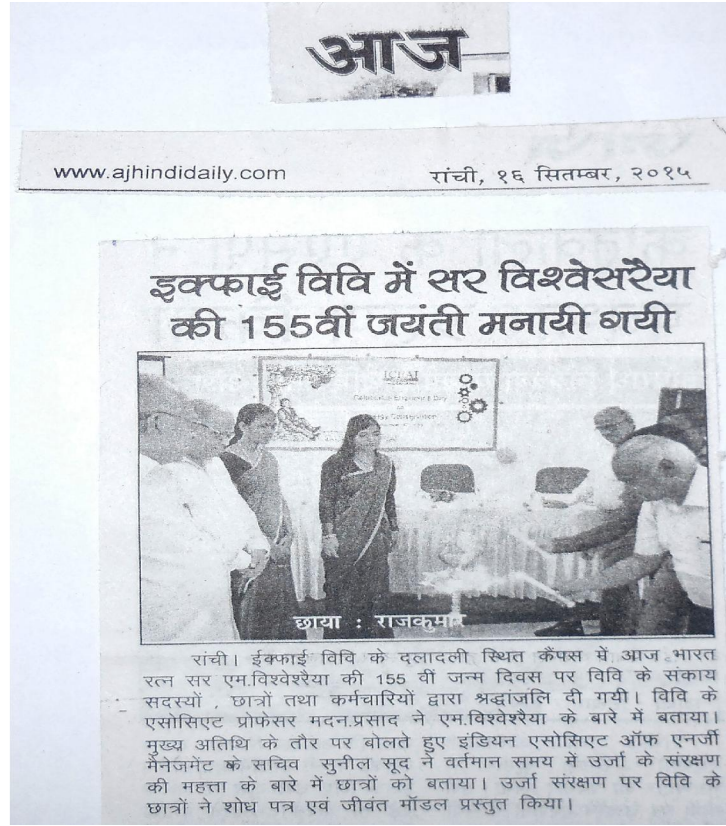 आज
www.ajhindidaily.com रांची, १६ सितम्बर, २०१५
इक्फाई विवि में सर विश्वेसरैया
की 155वीं जयंती मनायी गयी
ICFAI
छाया : राजकुमार
रांची। ईक्फाई विवि के दलादली स्थित कैंपस में आज भारत
रत्न सर एम.विश्वेश्रैया की 155 वीं जन्म दिवस पर विवि के संकाय
सदस्यों , छात्रों तथा कर्मचारियों द्वारा श्रद्धांजलि दी गयी। विवि के
एसोसिएट प्रोफेसर मदन.प्रसाद ने एम.विश्वेश्रैया के बारे में बताया।
मुख्य अतिथि के तौर पर बोलते हुए इंडियन एसोसिएट ऑफ एनर्जी
मैनेजमेंट के सचिव सुनील सूद ने वर्तमान समय में उर्जा के संरक्षण
की महत्ता के बारे में छात्रों को बताया। उर्जा संरक्षण पर विवि के
छात्रों ने शोध पत्र एवं जीवंत मॉडल प्रस्तुत किया।